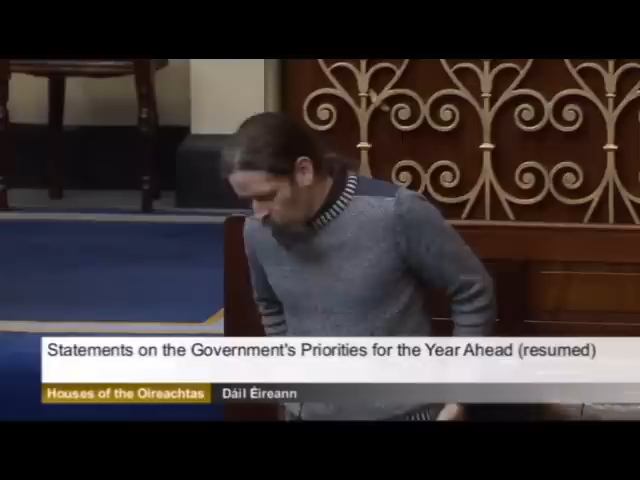 Statements on the Government's Priorities for the Year Ahead (resumed)
Houses of the Oireachtas Dáil Éireann